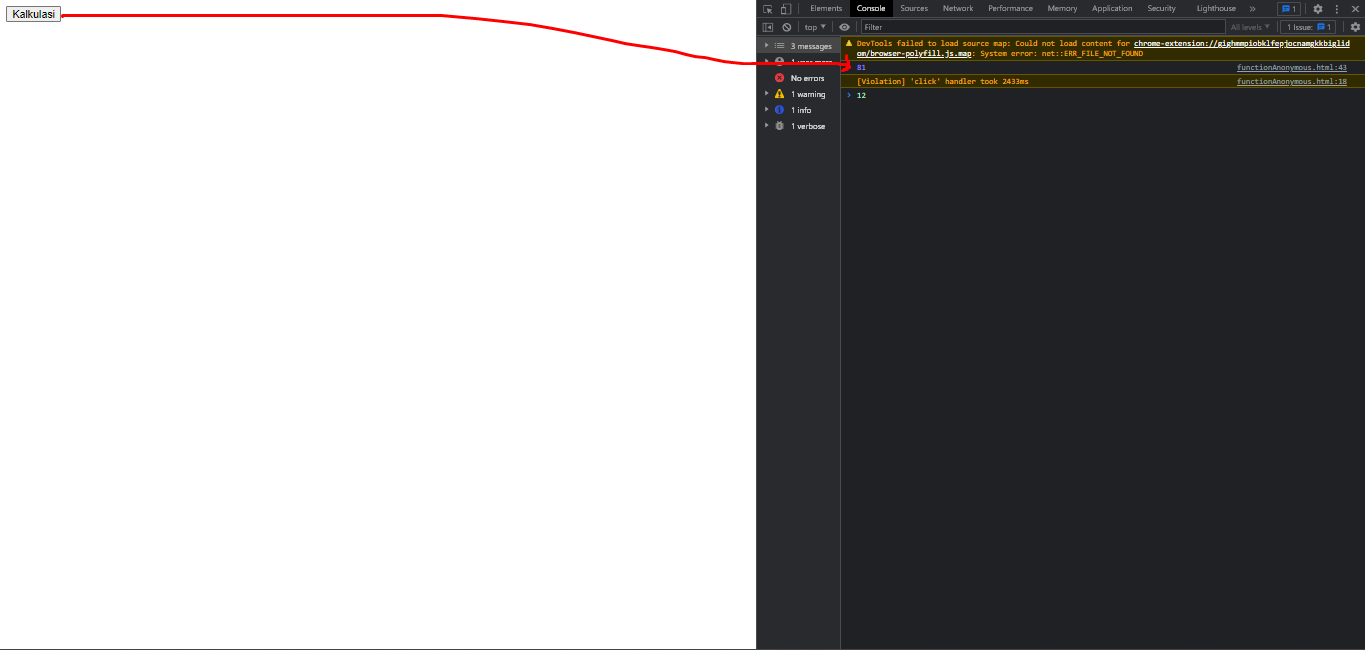 Kalkulasi
Elements Console Sources Network Performance Memory Application Security Lighthouse » 1
top ▼ Filter All levels ▼ 1 Issue: 1
3 messages
No errors
1 warning
1 info
1 verbose
DevTools failed to load source map: Could not load content for chrome-extension://gighmmpiobklfepjocnamgkkbiglid
om/browser-polyfill.js.map: System error: net::ERR_FILE_NOT_FOUND
81 functionAnonymous.html:43
[Violation] 'click' handler took 2433ms functionAnonymous.html:18
› 12